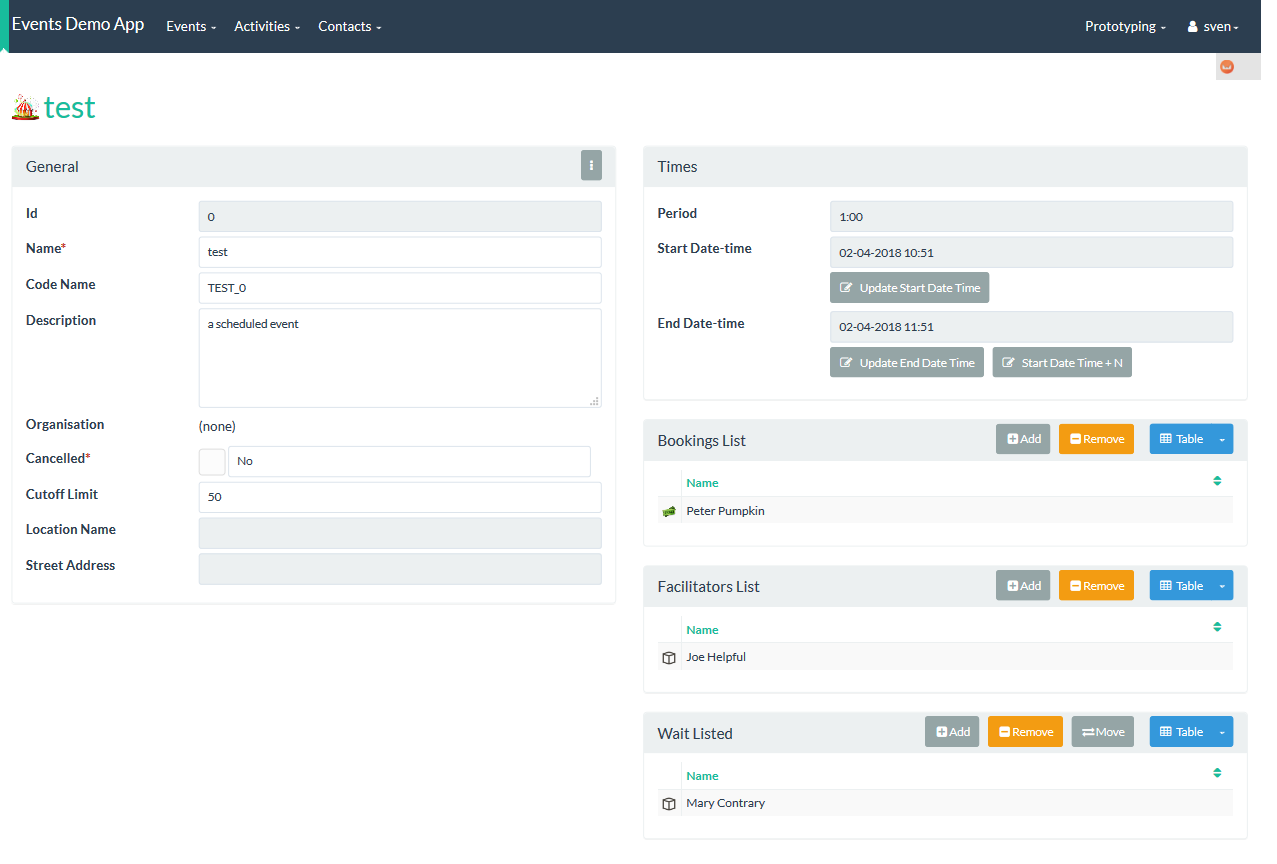 Events Demo App Events Activities Contacts Prototyping sven
test
General
Id 0
Name* test
Code Name TEST_0
Description a scheduled event
Organisation (none)
Cancelled* No
Cutoff Limit 50
Location Name
Street Address
Times
Period 1:00
Start Date-time 02-04-2018 10:51
Update Start Date Time
End Date-time 02-04-2018 11:51
Update End Date Time Start Date Time + N
Bookings List Add Remove Table
Name
Peter Pumpkin
Facilitators List Add Remove Table
Name
Joe Helpful
Wait Listed Add Remove Move Table
Name
Mary Contrary